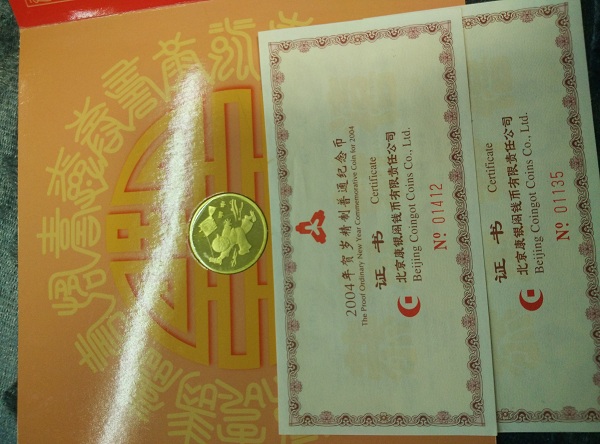 2004年贺岁精制普通纪念币
The Proof Ordinary New Year Commemorative Coin for 2004
证书
Certificate
北京康银阁钱币有限责任公司
Beijing Coingot Coins Co., Ltd.
Nº 01412
证书
Certificate
北京康银阁钱币有限责任公司
Beijing Coingot Coins Co., Ltd.
Nº 01135